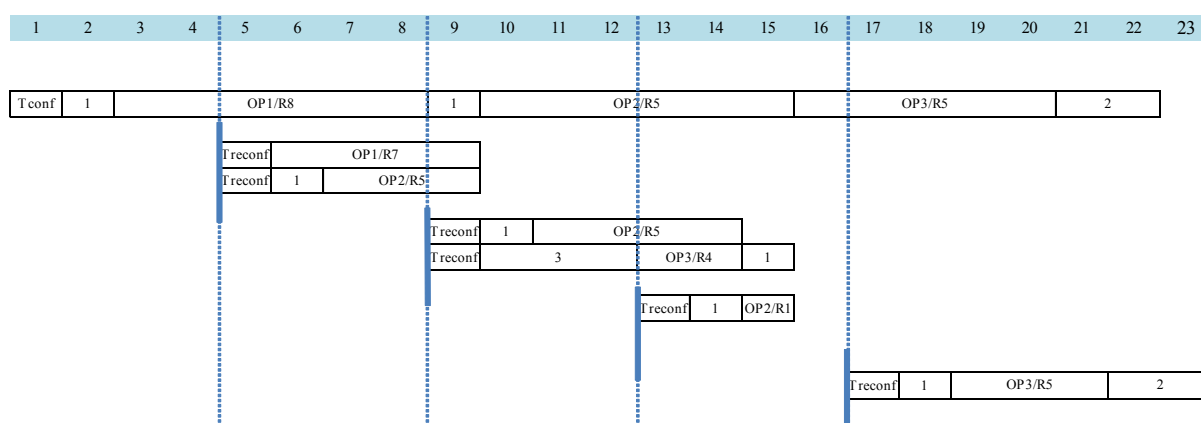 1 2 3 4 5 6 7 8 9 10 11 12 13 14 15 16 17 18 19 20 21 22 23
Tconf 1 OP1/R8 1 OP2/R5 OP3/R5 2
Treconf OP1/R7
Treconf 1 OP2/R5
Treconf 1 OP2/R5
Treconf 3 OP3/R4 1
Treconf 1 OP2/R1
Treconf 1 OP3/R5 2